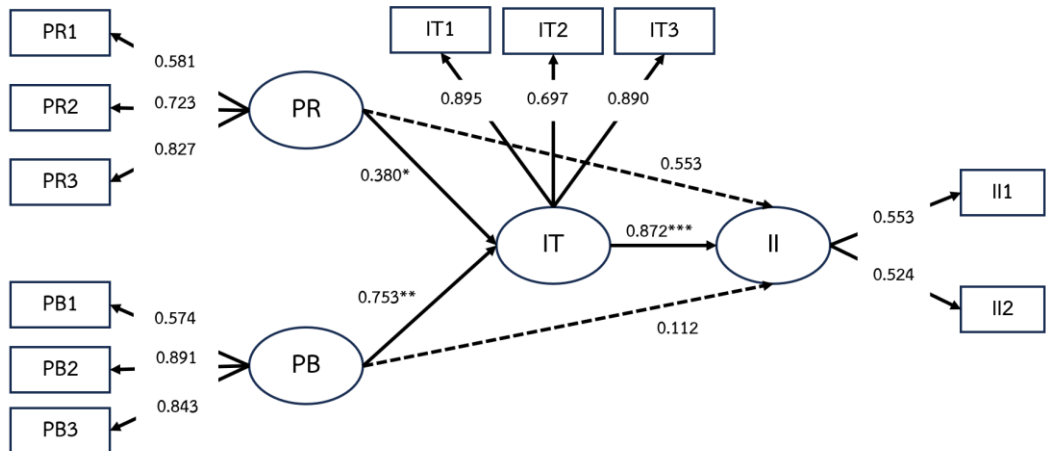 PR1
0.581
PR2
0.723
PR3
0.827
PR
IT1
IT2
IT3
0.895
0.697
0.890
0.553
0.380*
IT
0.872***
II
0.553
II1
0.524
II2
0.753**
PB1
0.574
PB2
0.891
PB3
0.843
PB
0.112